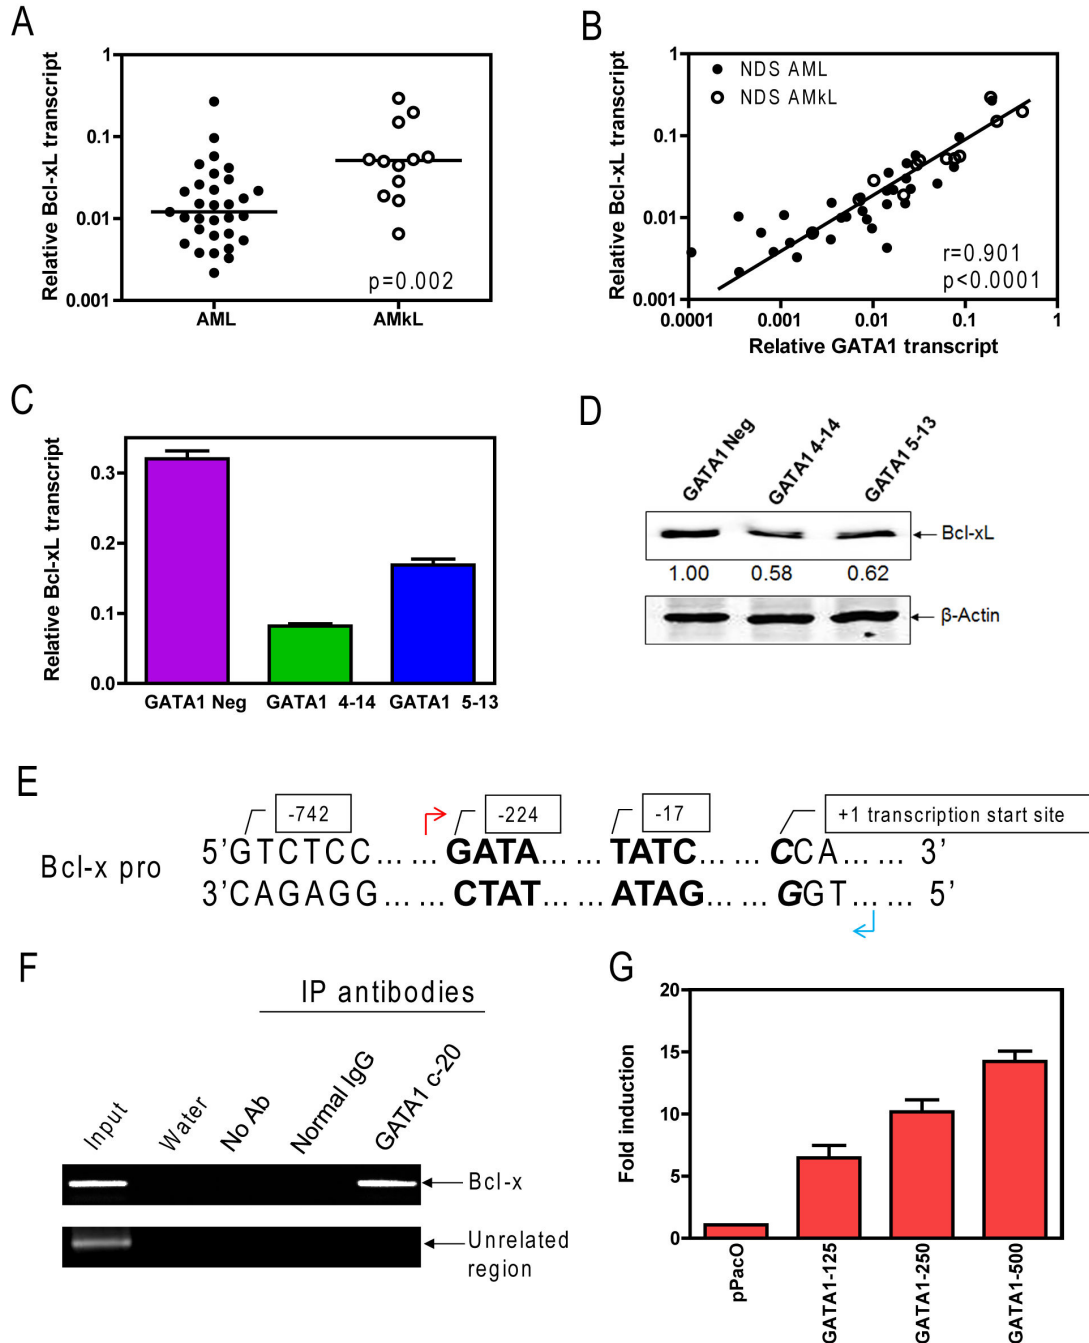 A
Relative Bcl-xL transcript
1
0.1
0.01
0.001
p=0.002
AML
AMkL
B
Relative Bcl-xL transcript
1
0.1
0.01
0.001
NDS AML
NDS AMkL
r=0.901
p<0.0001
0.0001
0.001
0.01
0.1
1
Relative GATA1 transcript
C
Relative Bcl-xL transcript
0.3
0.2
0.1
0.0
GATA1 Neg
GATA1 4-14
GATA1 5-13
D
GATA1 Neg
GATA1 4-14
GATA1 5-13
Bcl-xL
1.00 0.58 0.62
β-Actin
E
-742
-224
-17
+1 transcription start site
Bcl-x pro
5'GTCTCC... ...GATA... ... TATC... ...CCA... ... 3'
3'CAGAGG... ...CTAT... ... ATAG... ...GGT... ... 5'
F
IP antibodies
Input
Water
No Ab
Normal IgG
GATA1 c-20
Bcl-x
Unrelated
region
G
Fold induction
20
15
10
5
0
pPacO
GATA1-125
GATA1-250
GATA1-500